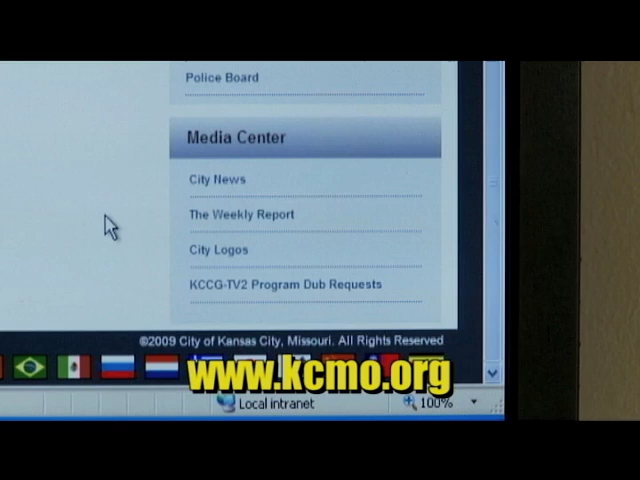 Police Board
Media Center
City News
The Weekly Report
City Logos
KCCG-TV2 Program Dub Requests
©2009 City of Kansas City, Missouri. All Rights Reserved
www.kcmo.org
Local intranet
100%